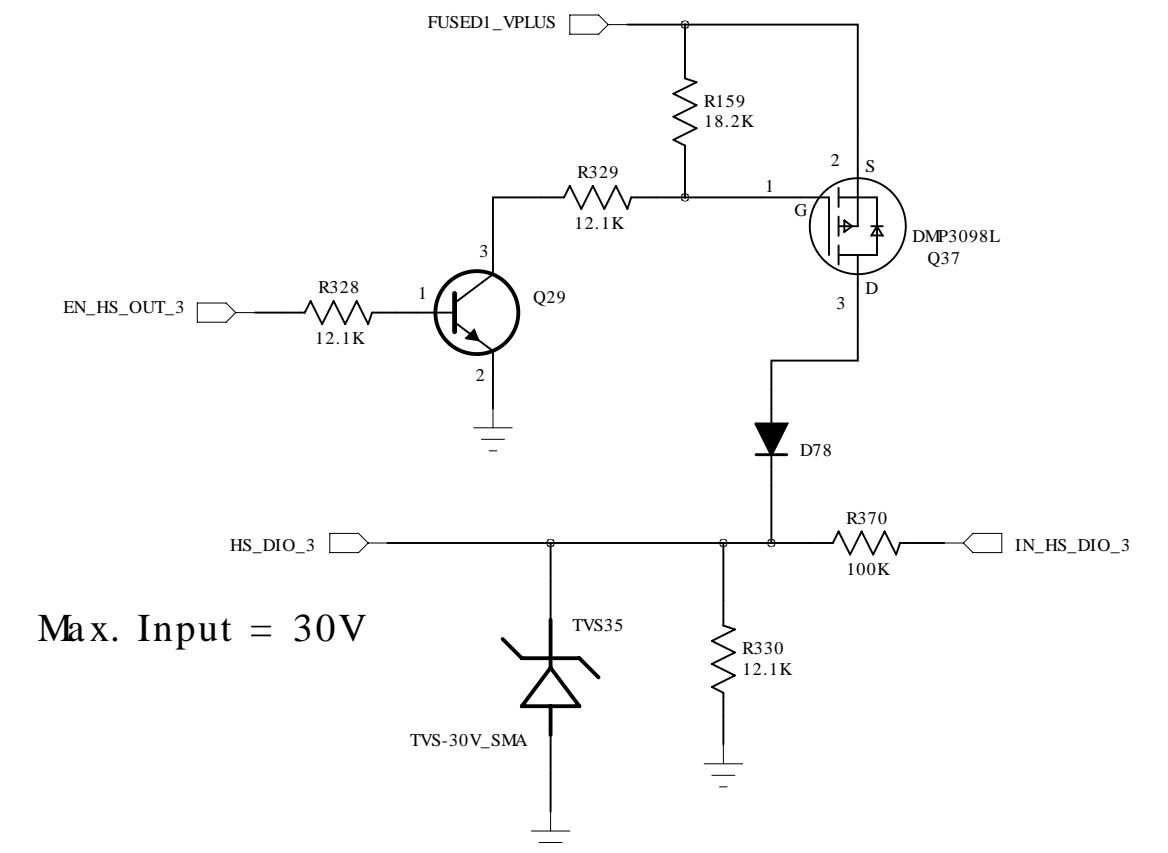 FUSED1_VPLUS
R159
18.2K
2
S
R329
1
G
12.1K
DMP3098L
Q37
3
D
3
EN_HS_OUT_3
R328
1
Q29
12.1K
2
D78
HS_DIO_3
R370
IN_HS_DIO_3
100K
Max. Input = 30V
TVS35
R330
12.1K
TVS-30V_SMA